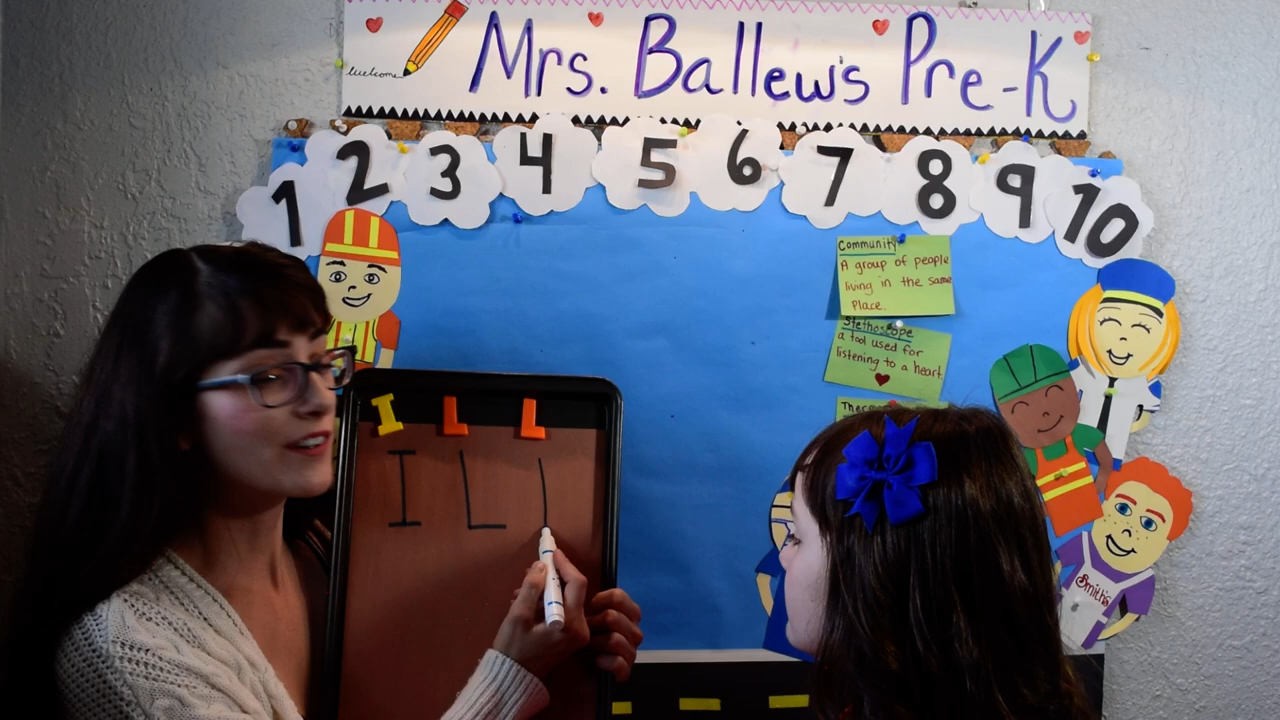 welcome
Mrs. Ballew's Pre-K
1 2 3 4 5 6 7 8 9 10
Community
A group of people
living in the same
place.
Stethoscope
a tool used for
listening to a heart
I L L
I L
Smith's